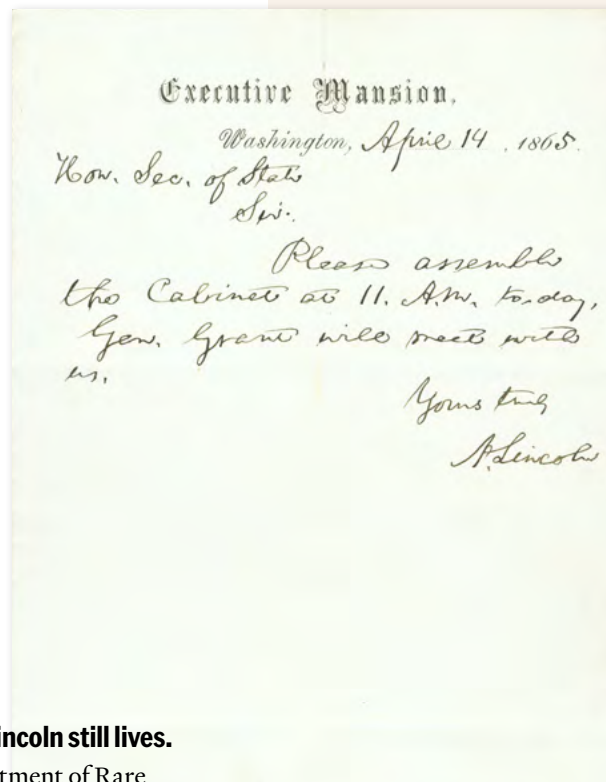 Executive Mansion,
Washington, April 14, 1865.
Hon. Sec. of State
Sir.
Please assemble
the Cabinet at 11. A.M. to-day,
Gen. Grant will meet with
us.
Yours truly
A. Lincoln
incoln still lives.
tment of Rare